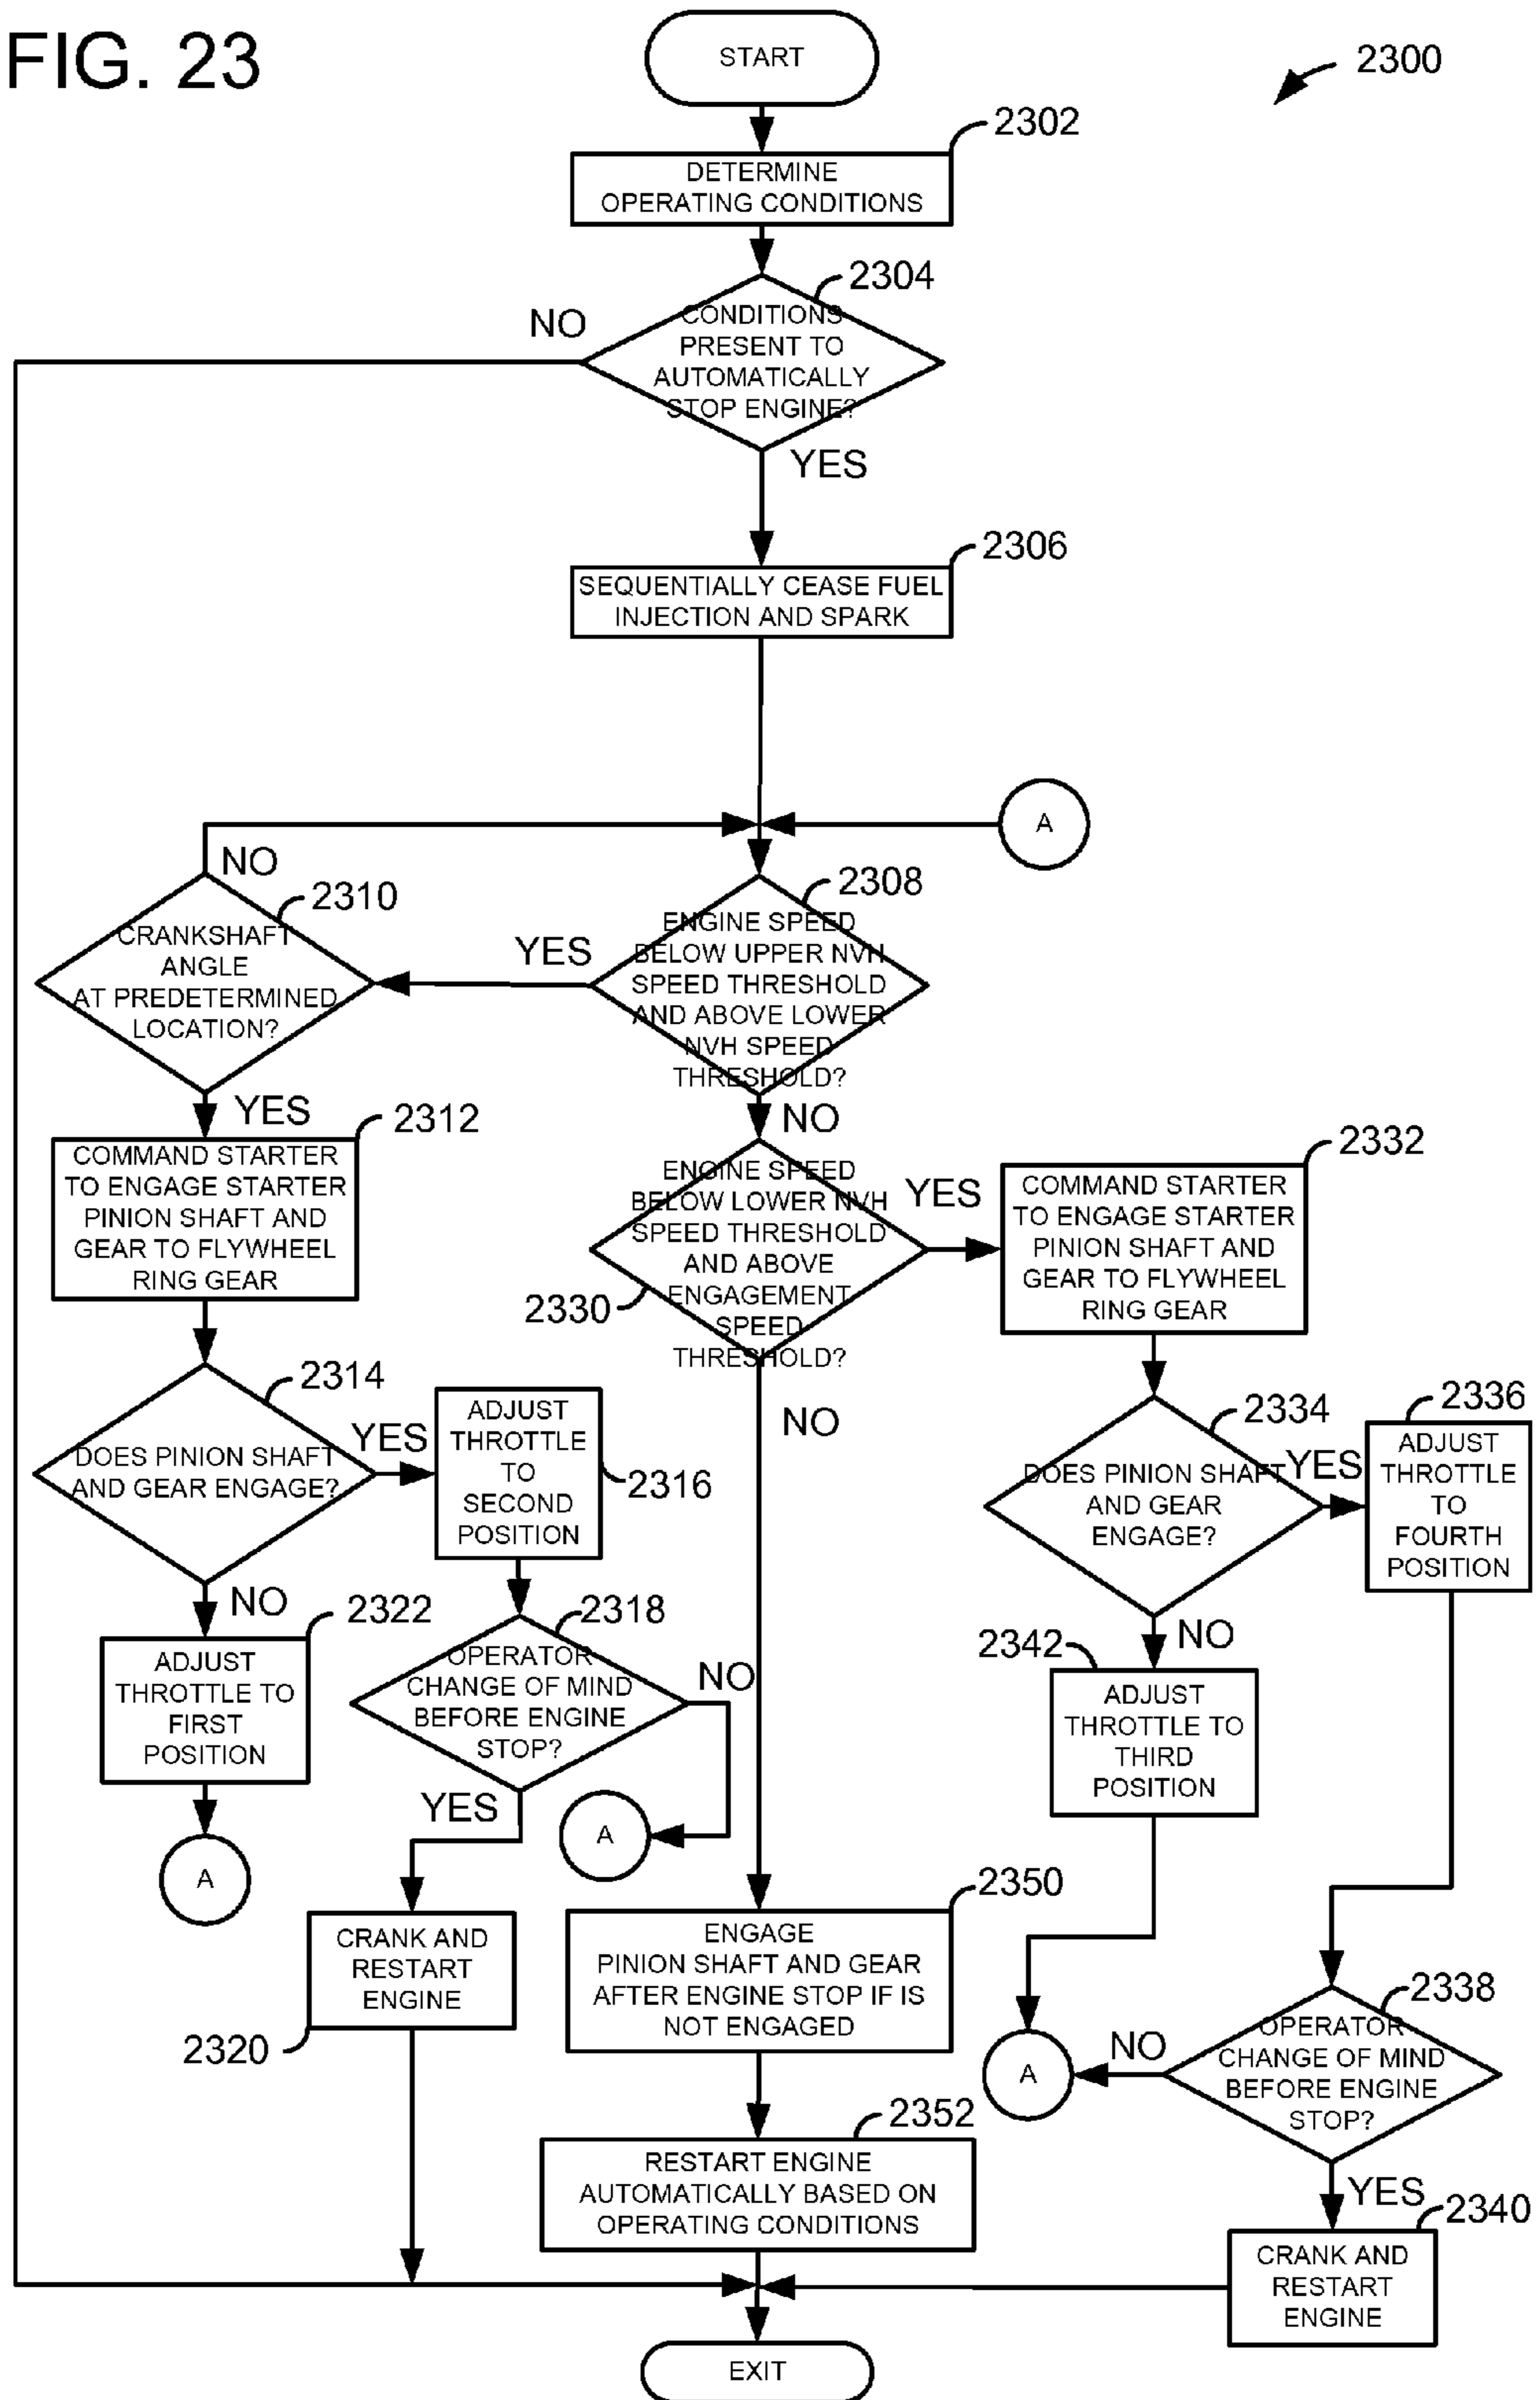 FIG. 23
START
2300
2302
DETERMINE
OPERATING CONDITIONS
2304
NO
CONDITIONS
PRESENT TO
AUTOMATICALLY
STOP ENGINE?
YES
2306
SEQUENTIALLY CEASE FUEL
INJECTION AND SPARK
A
NO
2310
CRANKSHAFT
ANGLE
AT PREDETERMINED
LOCATION?
YES
2308
ENGINE SPEED
BELOW UPPER NVH
SPEED THRESHOLD
AND ABOVE LOWER
NVH SPEED
THRESHOLD?
YES
2312
COMMAND STARTER
TO ENGAGE STARTER
PINION SHAFT AND
GEAR TO FLYWHEEL
RING GEAR
NO
ENGINE SPEED
BELOW LOWER NVH
SPEED THRESHOLD
AND ABOVE
ENGAGEMENT
SPEED
THRESHOLD?
2330
YES
2332
COMMAND STARTER
TO ENGAGE STARTER
PINION SHAFT AND
GEAR TO FLYWHEEL
RING GEAR
2314
DOES PINION SHAFT
AND GEAR ENGAGE?
YES
ADJUST
THROTTLE
TO
SECOND
POSITION
2316
NO
2334
DOES PINION SHAFT
AND GEAR
ENGAGE?
YES
2336
ADJUST
THROTTLE
TO
FOURTH
POSITION
NO
2322
ADJUST
THROTTLE TO
FIRST
POSITION
A
2318
OPERATOR
CHANGE OF MIND
BEFORE ENGINE
STOP?
NO
YES
A
2342
NO
ADJUST
THROTTLE TO
THIRD
POSITION
CRANK AND
RESTART
ENGINE
2320
2350
ENGAGE
PINION SHAFT AND GEAR
AFTER ENGINE STOP IF IS
NOT ENGAGED
A
NO
2338
OPERATOR
CHANGE OF MIND
BEFORE ENGINE
STOP?
2352
RESTART ENGINE
AUTOMATICALLY BASED ON
OPERATING CONDITIONS
YES
2340
CRANK AND
RESTART
ENGINE
EXIT